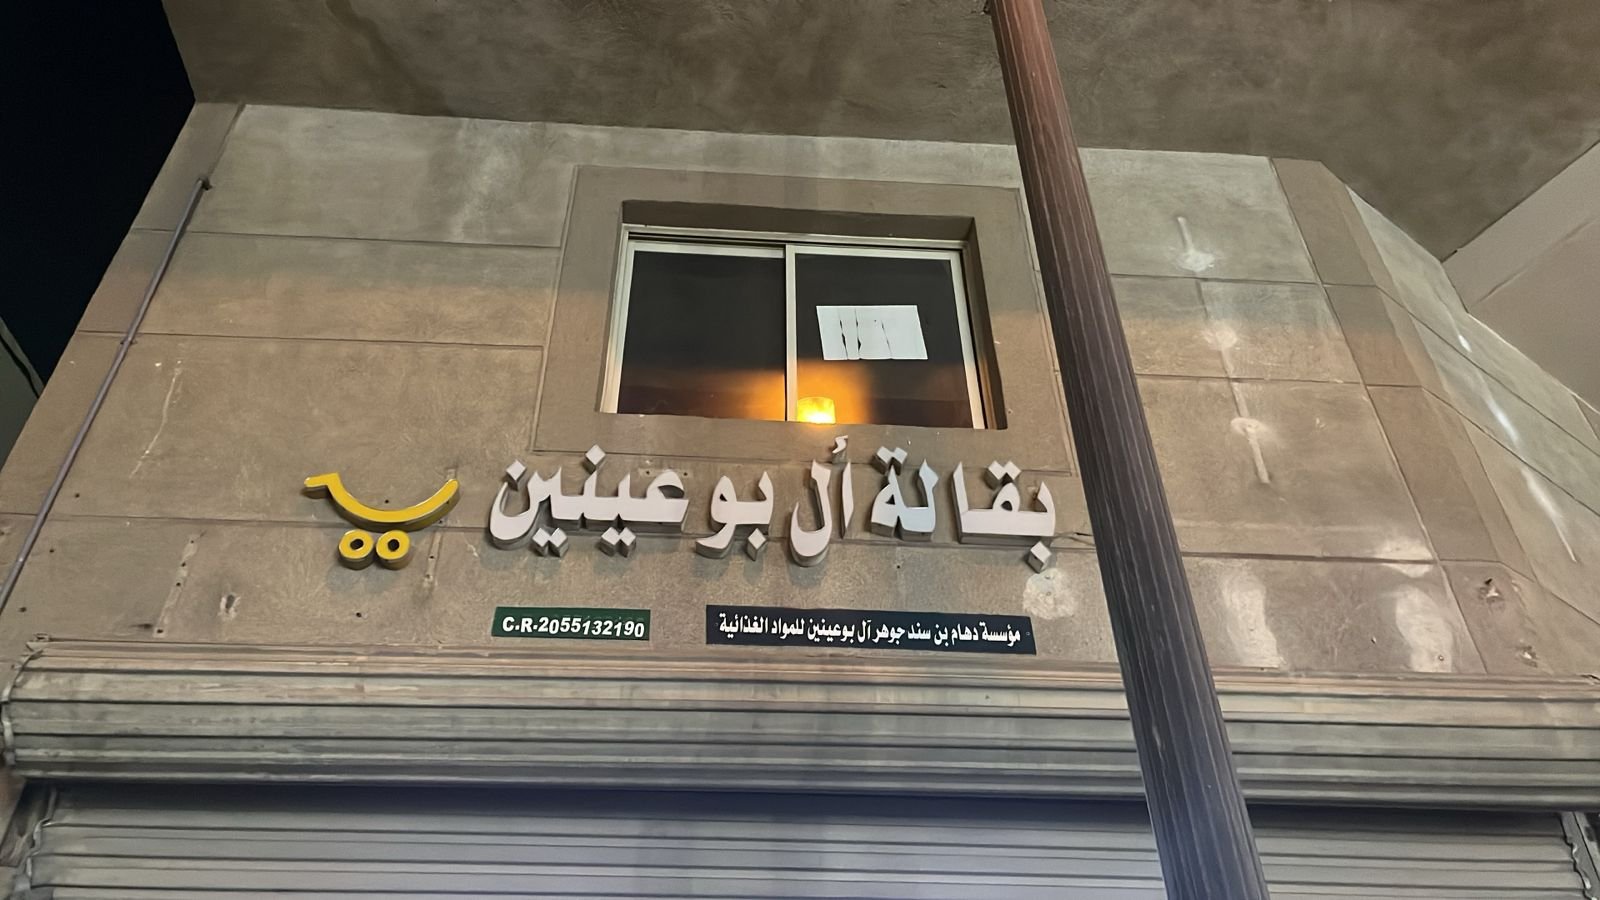 بقالة أل بوعينين
مؤسسة دهام بن سند جوهر آل بوعينين للمواد الغذائية
C.R-2055132190